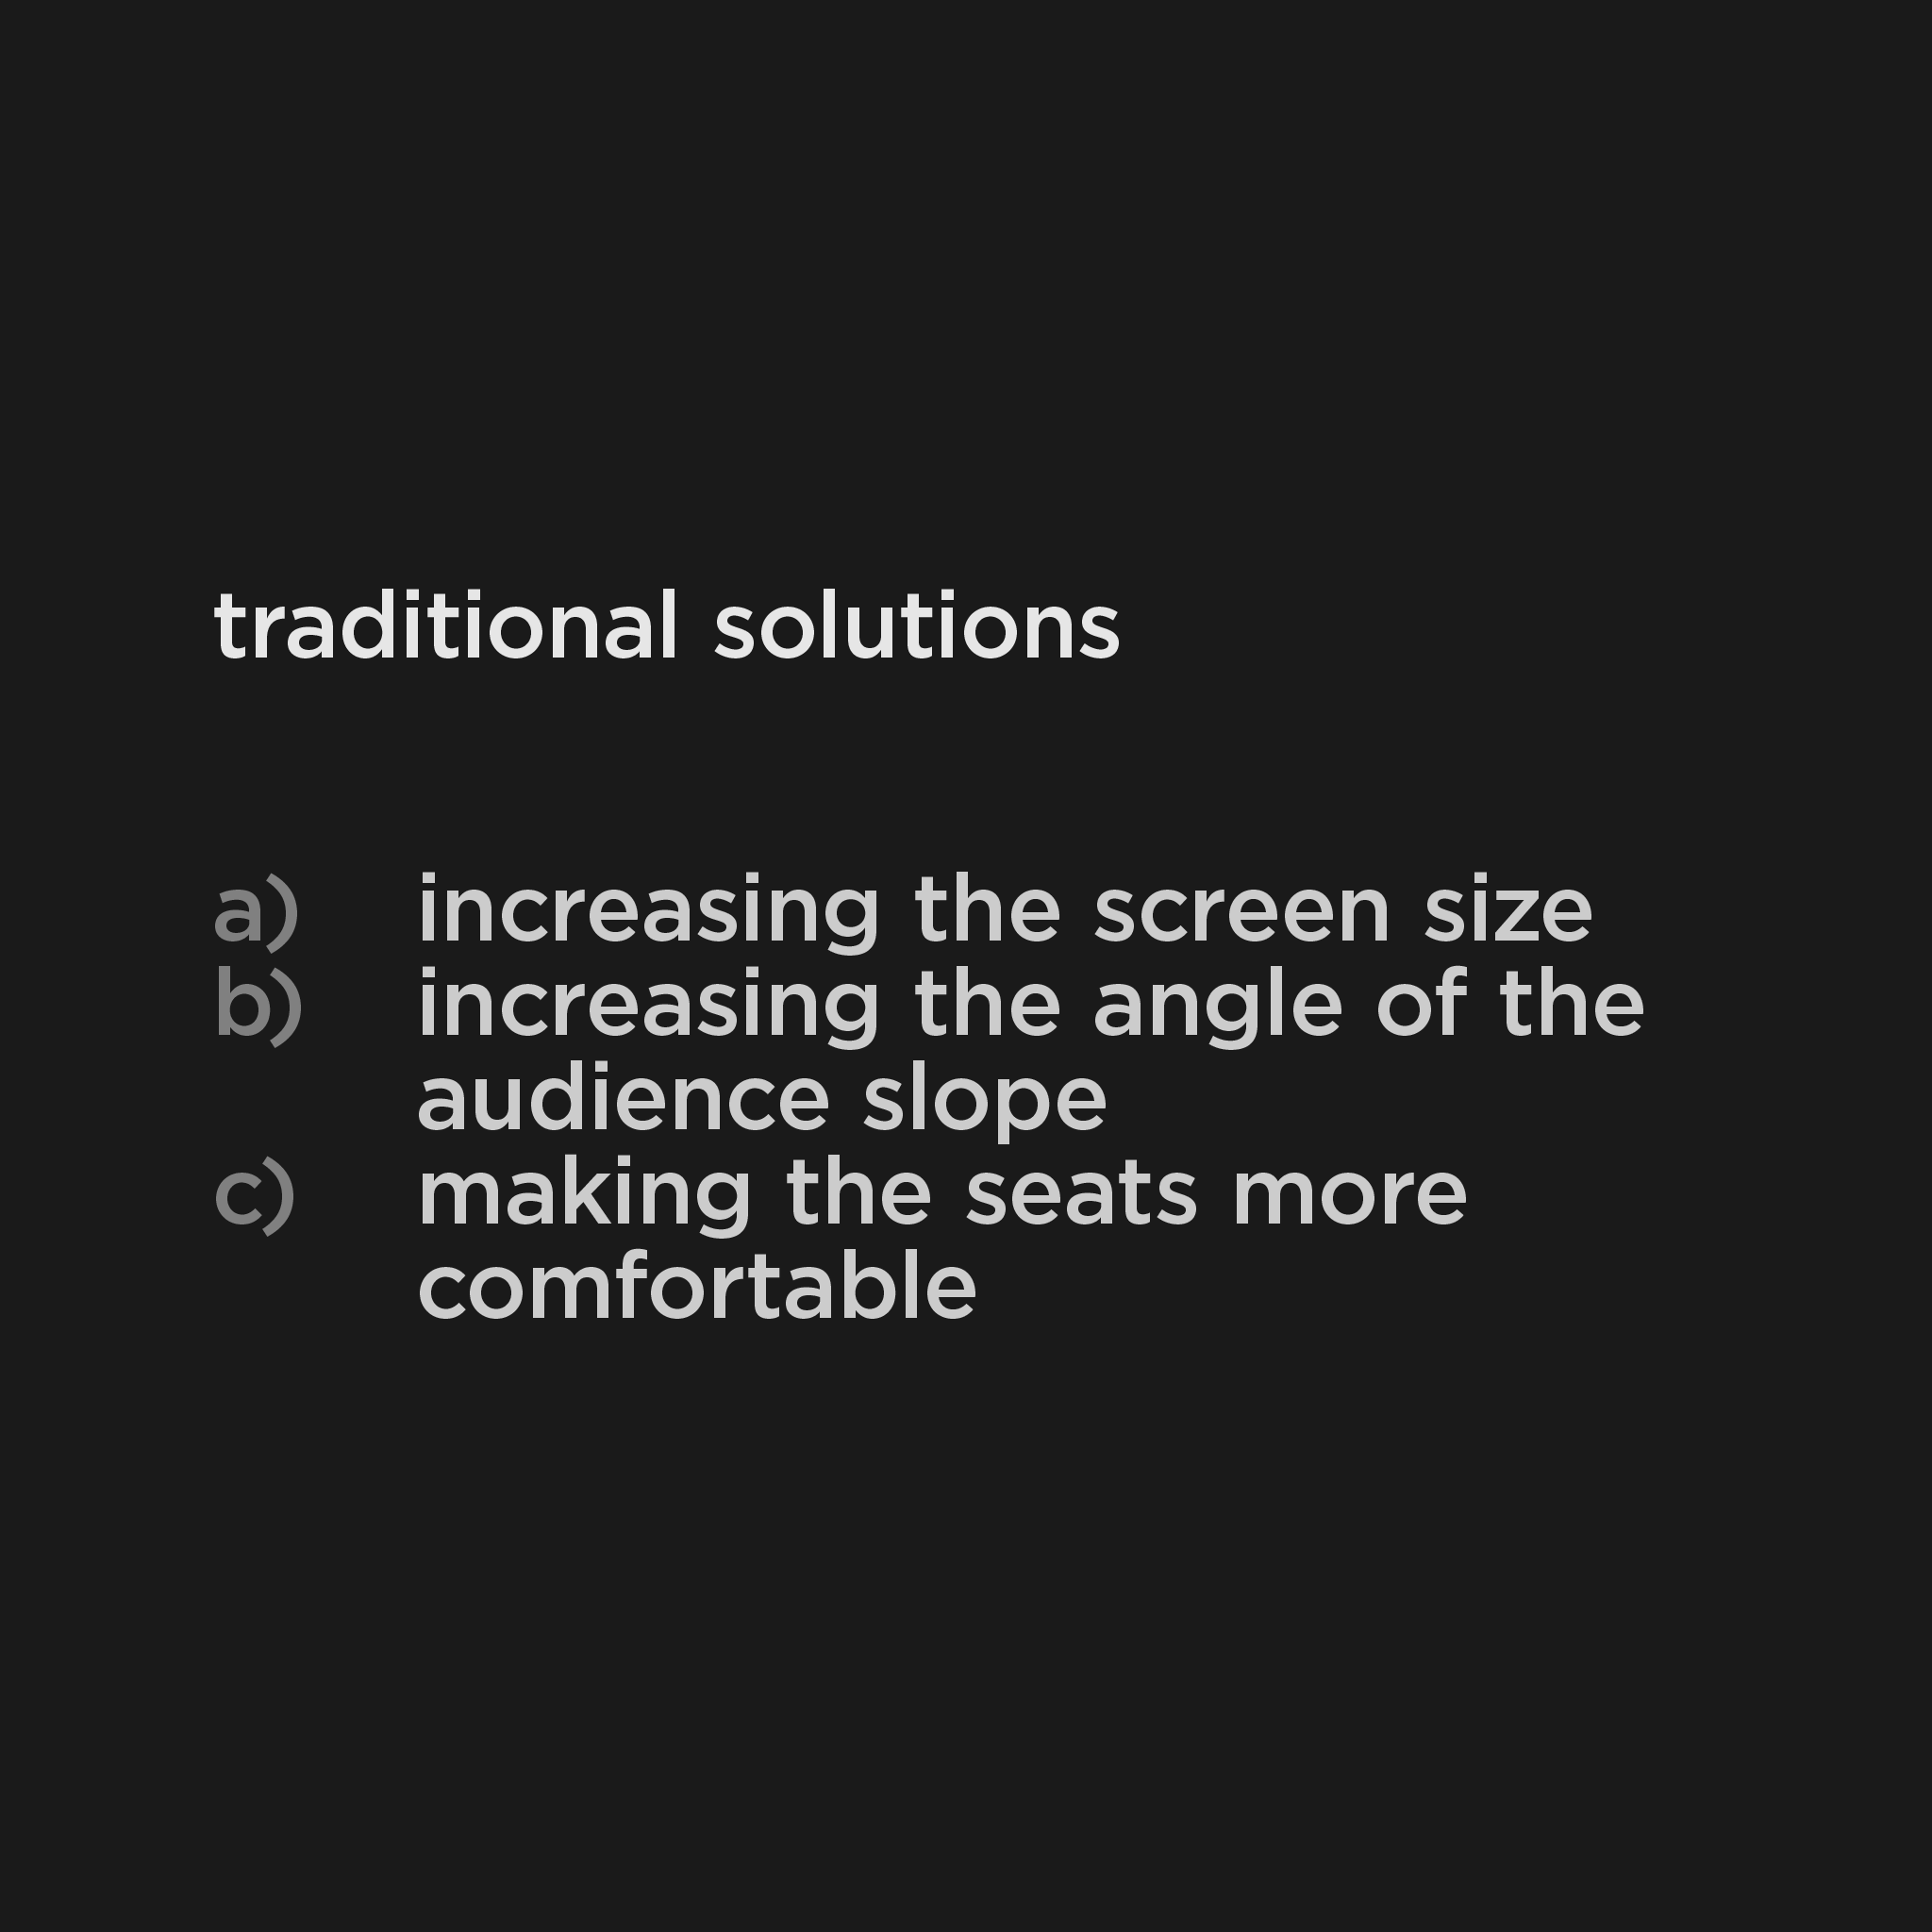 traditional solutions
a) increasing the screen size
b) increasing the angle of the
audience slope
c) making the seats more
comfortable